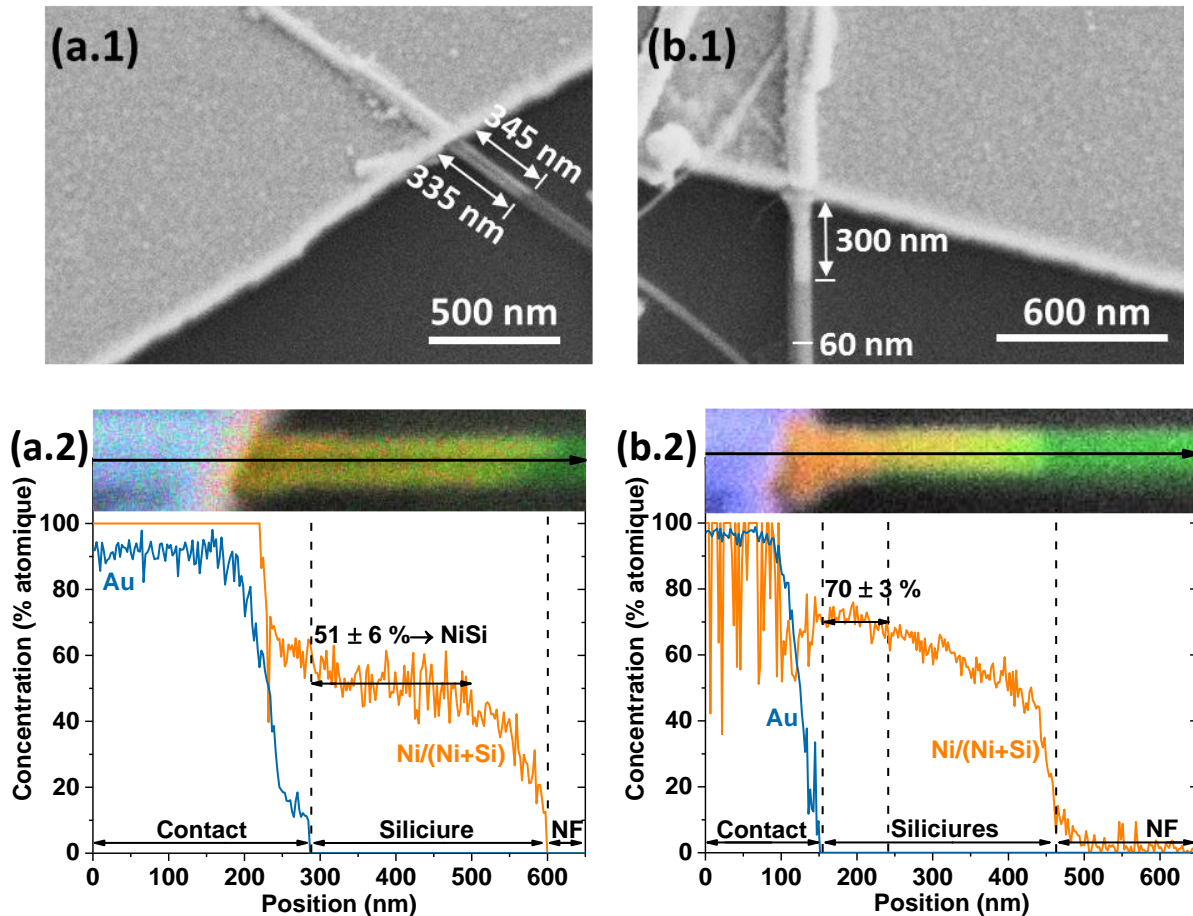 (a.1)
345 nm
335 nm
500 nm
(b.1)
300 nm
60 nm
600 nm
(a.2)
Concentration (% atomique)
100
80
60
40
20
0
Au
51 ± 6 %→ NiSi
Ni/(Ni+Si)
Contact
Siliciure
NF
0 100 200 300 400 500 600
Position (nm)
(b.2)
Concentration (% atomique)
100
80
60
40
20
0
70 ± 3 %
Au
Ni/(Ni+Si)
Contact
Siliciures
NF
0 100 200 300 400 500 600
Position (nm)